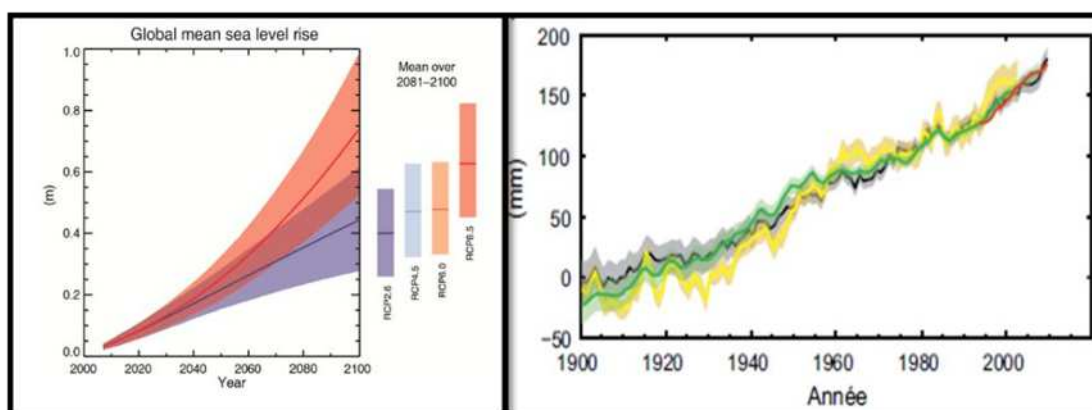 Global mean sea level rise
1.0
0.8
0.6
0.4
0.2
0.0
(m)
2000 2020 2040 2060 2080 2100
Year
Mean over
2081–2100
RCP2.6
RCP4.5
RCP6.0
RCP8.5
200
150
100
50
0
−50
(mm)
1900 1920 1940 1960 1980 2000
Année